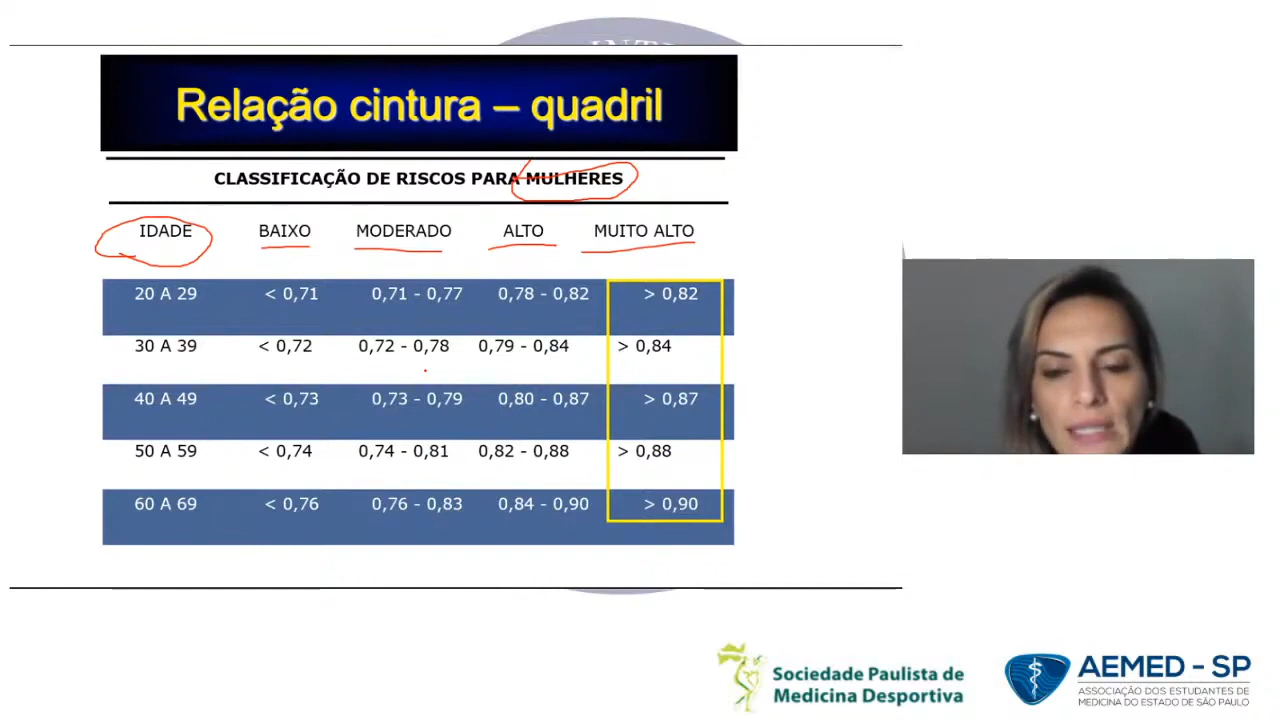 Relação cintura – quadril
CLASSIFICAÇÃO DE RISCOS PARA MULHERES
IDADE BAIXO MODERADO ALTO MUITO ALTO
20 A 29 < 0,71 0,71 - 0,77 0,78 - 0,82 > 0,82
30 A 39 < 0,72 0,72 - 0,78 0,79 - 0,84 > 0,84
40 A 49 < 0,73 0,73 - 0,79 0,80 - 0,87 > 0,87
50 A 59 < 0,74 0,74 - 0,81 0,82 - 0,88 > 0,88
60 A 69 < 0,76 0,76 - 0,83 0,84 - 0,90 > 0,90
Sociedade Paulista de
Medicina Desportiva
AEMED - SP
ASSOCIAÇÃO DOS ESTUDANTES DE
MEDICINA DO ESTADO DE SÃO PAULO